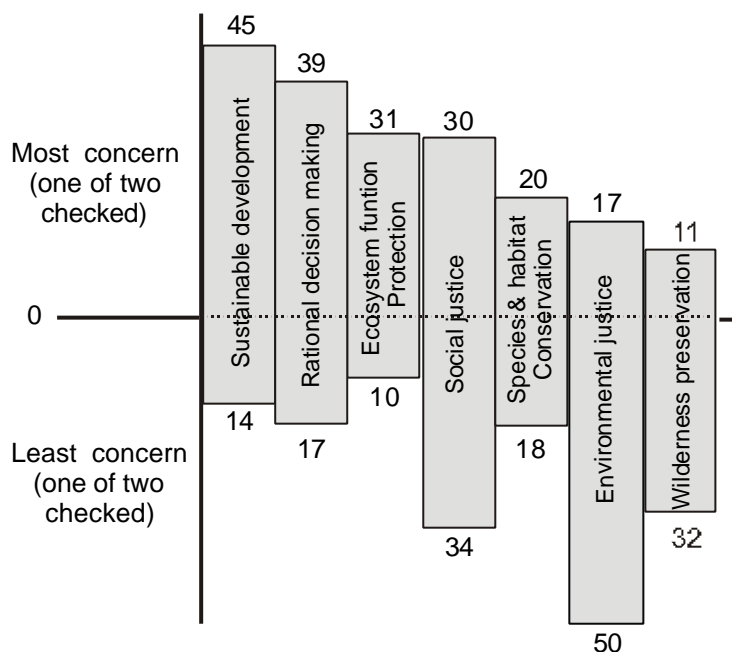 45
39
31
30
20
17
11
Most concern
(one of two
checked)
0
Sustainable development
Rational decision making
Ecosystem funtion
Protection
Social justice
Species & habitat
Conservation
Environmental justice
Wilderness preservation
Least concern
(one of two
checked)
14
17
10
34
18
50
32